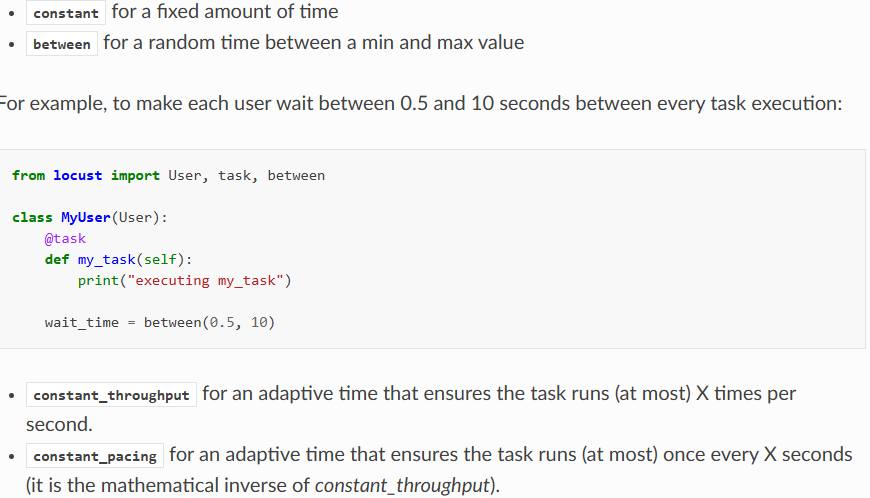 constant for a fixed amount of time
between for a random time between a min and max value
For example, to make each user wait between 0.5 and 10 seconds between every task execution:
from locust import User, task, between
class MyUser(User):
    @task
    def my_task(self):
        print("executing my_task")
    wait_time = between(0.5, 10)
constant_throughput for an adaptive time that ensures the task runs (at most) X times per
second.
constant_pacing for an adaptive time that ensures the task runs (at most) once every X seconds
(it is the mathematical inverse of constant_throughput).